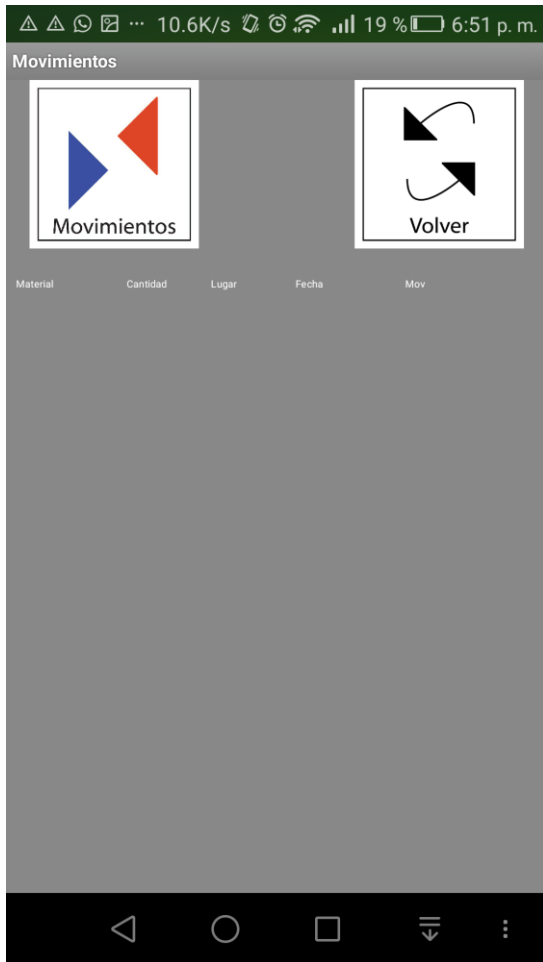 10.6K/s 19 % 6:51 p. m.
Movimientos
Movimientos Volver
Material Cantidad Lugar Fecha Mov